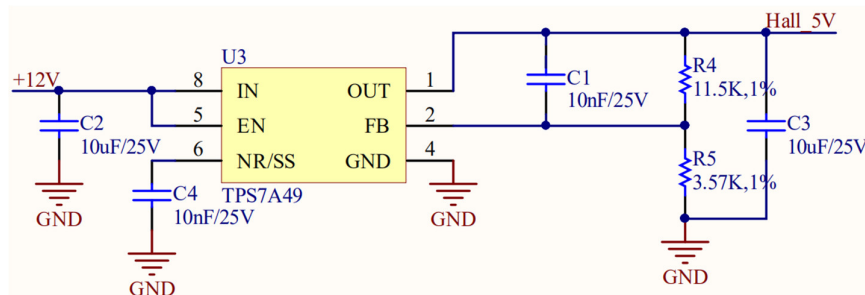 Hall_5V
U3
+12V
8
IN
OUT
1
C1
10nF/25V
R4
11.5K,1%
5
EN
FB
2
C2
10uF/25V
C3
10uF/25V
6
NR/SS
GND
4
R5
3.57K,1%
TPS7A49
C4
10nF/25V
GND
GND
GND
GND